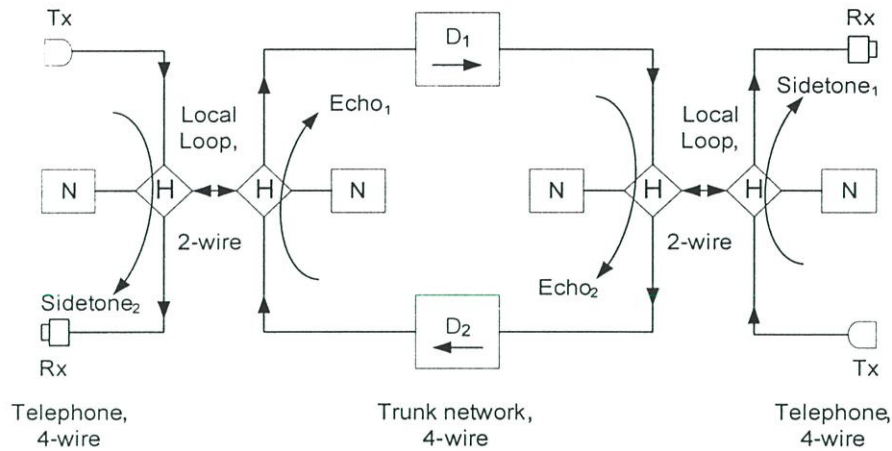 Tx
Rx
D₁
Sidetone₁
Echo₁
Local
Loop,
Local
Loop,
N
H
H
N
N
H
H
N
2-wire
2-wire
Echo₂
Sidetone₂
D₂
Rx
Tx
Telephone,
4-wire
Trunk network,
4-wire
Telephone,
4-wire